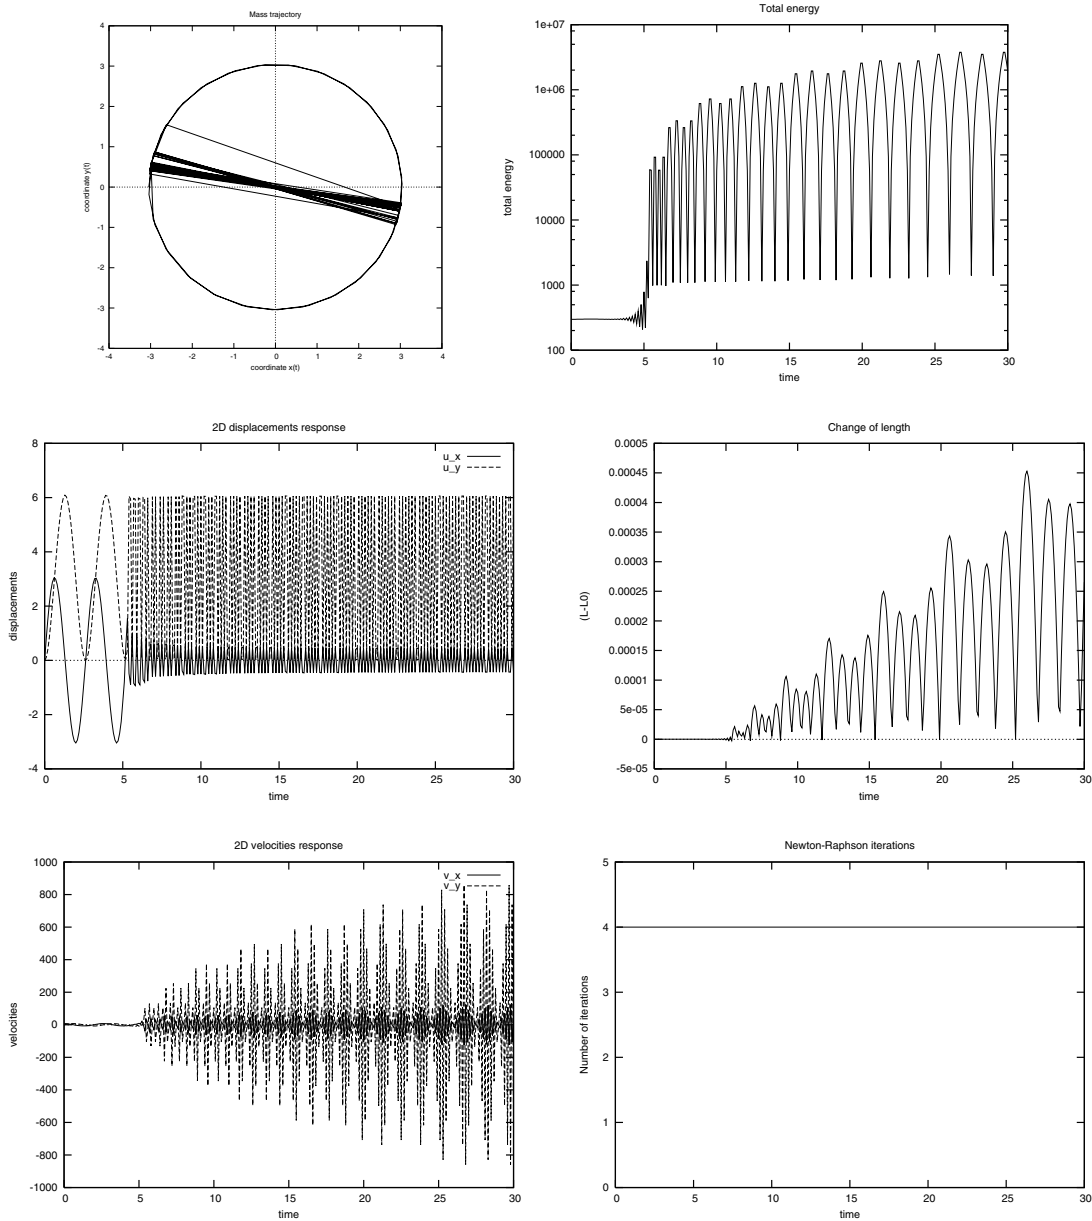 Mass trajectory
4
3
2
1
0
-1
-2
-3
-4
-4 -3 -2 -1 0 1 2 3 4
coordinate y(t)
coordinate x(t)
Total energy
1e+07
1e+06
100000
10000
1000
100
0 5 10 15 20 25 30
total energy
time
2D displacements response
u_x
u_y
8
6
4
2
0
-2
-4
0 5 10 15 20 25 30
displacements
time
Change of length
0.0005
0.00045
0.0004
0.00035
0.0003
0.00025
0.0002
0.00015
0.0001
5e-05
0
-5e-05
0 5 10 15 20 25 30
(L-L0)
time
2D velocities response
v_x
v_y
1000
800
600
400
200
0
-200
-400
-600
-800
-1000
0 5 10 15 20 25 30
velocities
time
Newton-Raphson iterations
5
4
3
2
1
0
0 5 10 15 20 25 30
Number of iterations
time